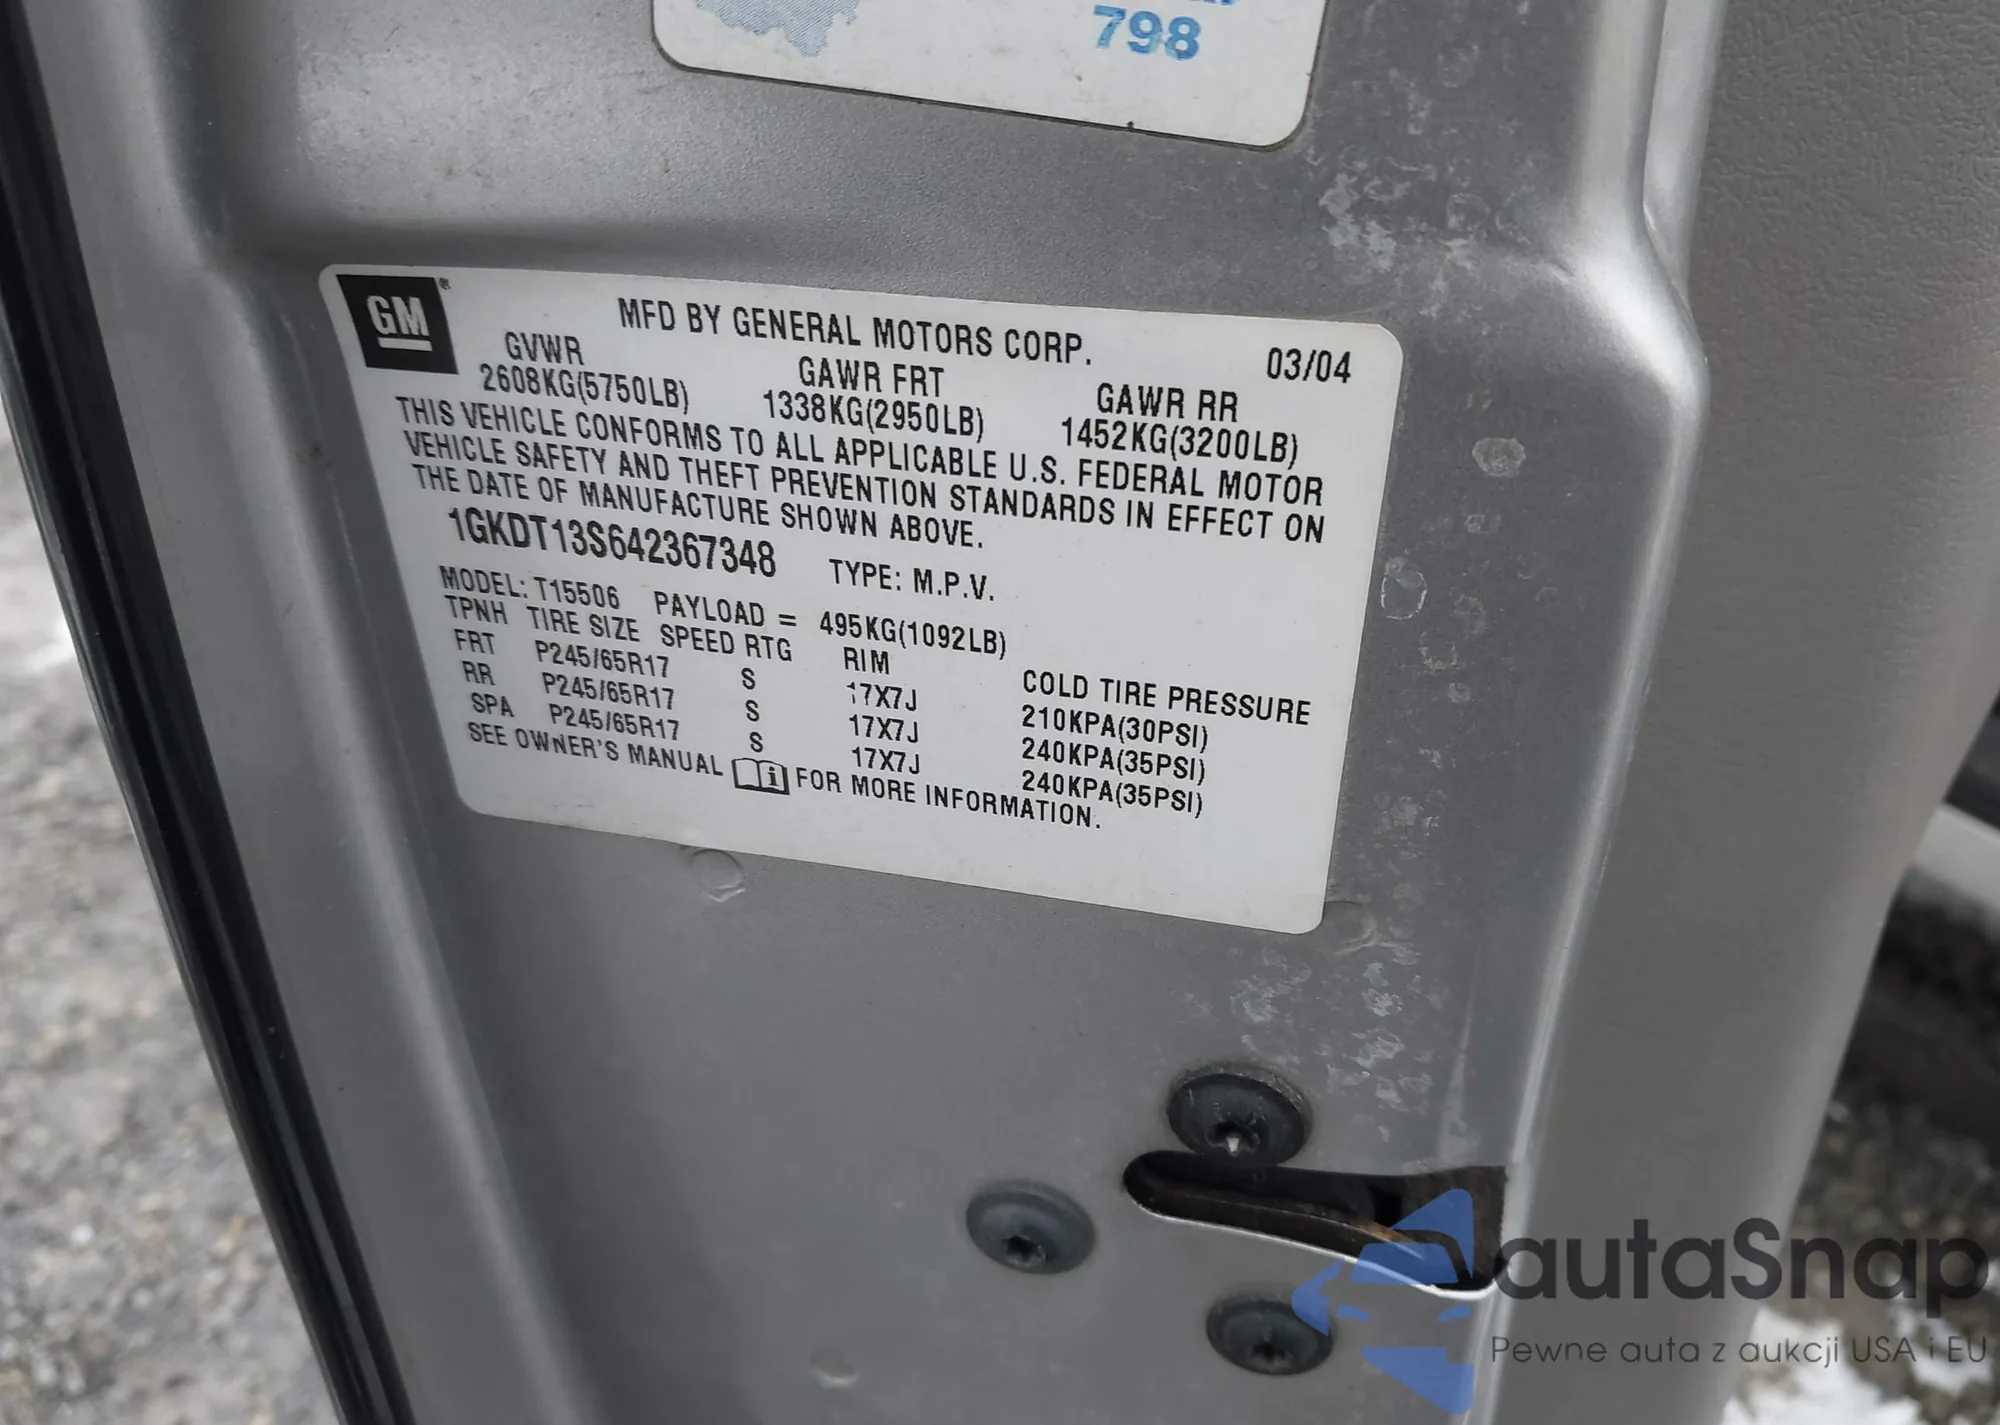 798
GM
MFD BY GENERAL MOTORS CORP. 03/04
GVWR GAWR FRT GAWR RR
2608KG(5750LB) 1338KG(2950LB) 1452KG(3200LB)
THIS VEHICLE CONFORMS TO ALL APPLICABLE U.S. FEDERAL MOTOR
VEHICLE SAFETY AND THEFT PREVENTION STANDARDS IN EFFECT ON
THE DATE OF MANUFACTURE SHOWN ABOVE.
1GKDT13S642367348 TYPE: M.P.V.
MODEL: T15506 PAYLOAD = 495KG(1092LB)
TPNH TIRE SIZE SPEED RTG RIM COLD TIRE PRESSURE
FRT P245/65R17 S 17X7J 210KPA(30PSI)
RR P245/65R17 S 17X7J 240KPA(35PSI)
SPA P245/65R17 S 17X7J 240KPA(35PSI)
SEE OWNER'S MANUAL FOR MORE INFORMATION.
autaSnap
Pewne auta z aukcji USA i EU